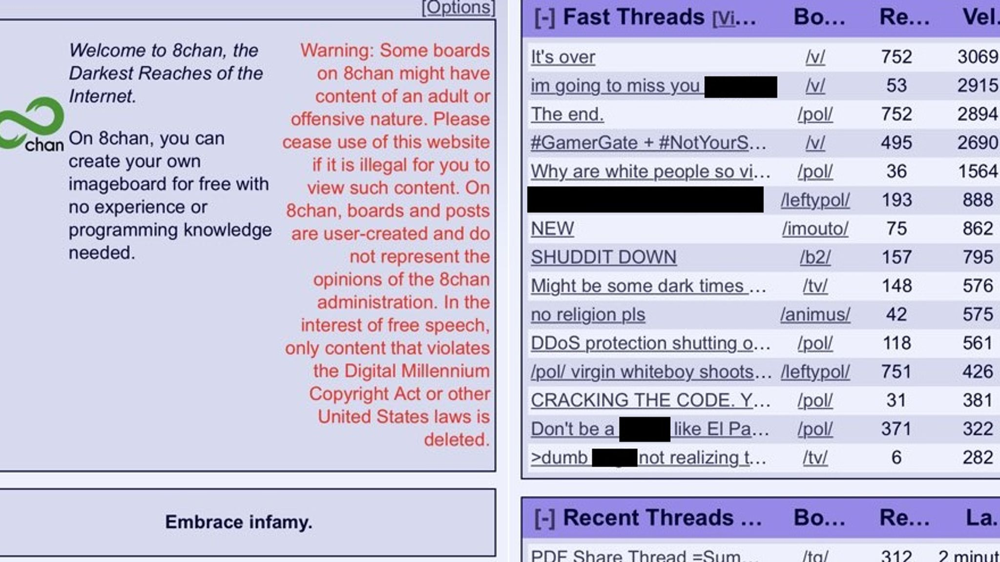 [Options]
Welcome to 8chan, the
Darkest Reaches of the
Internet.
chan
On 8chan, you can
create your own
imageboard for free with
no experience or
programming knowledge
needed.
Warning: Some boards
on 8chan might have
content of an adult or
offensive nature. Please
cease use of this website
if it is illegal for you to
view such content. On
8chan, boards and posts
are user-created and do
not represent the
opinions of the 8chan
administration. In the
interest of free speech,
only content that violates
the Digital Millennium
Copyright Act or other
United States laws is
deleted.
Embrace infamy.
[-] Fast Threads [Vi… Bo… Re… Vel.
It's over /v/ 752 3069
im going to miss you /v/ 53 2915
The end. /pol/ 752 2894
#GamerGate + #NotYourS… /v/ 495 2690
Why are white people so vi… /pol/ 36 1564
/leftypol/ 193 888
NEW /imouto/ 75 862
SHUDDIT DOWN /b2/ 157 795
Might be some dark times … /tv/ 148 576
no religion pls /animus/ 42 575
DDoS protection shutting o… /pol/ 118 561
/pol/ virgin whiteboy shoots… /leftypol/ 751 426
CRACKING THE CODE. Y… /pol/ 31 381
Don't be a like El Pa… /pol/ 371 322
>dumb not realizing t… /tv/ 6 282
[-] Recent Threads … Bo… Re… La.
PDF Share Thread =Sum… /tg/ 312 2 minut